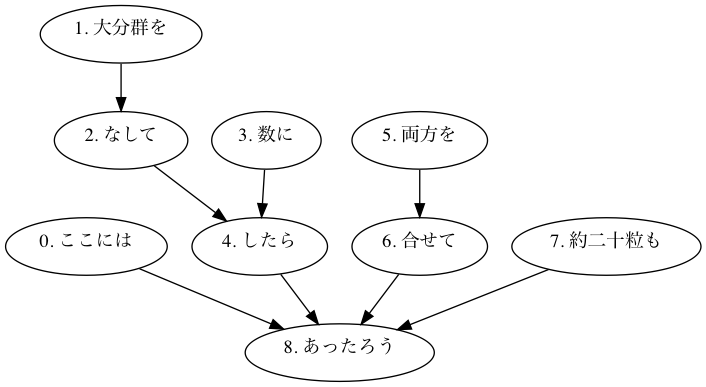 1. 大分群を
2. なして
3. 数に
5. 両方を
0. ここには
4. したら
6. 合せて
7. 約二十粒も
8. あったろう